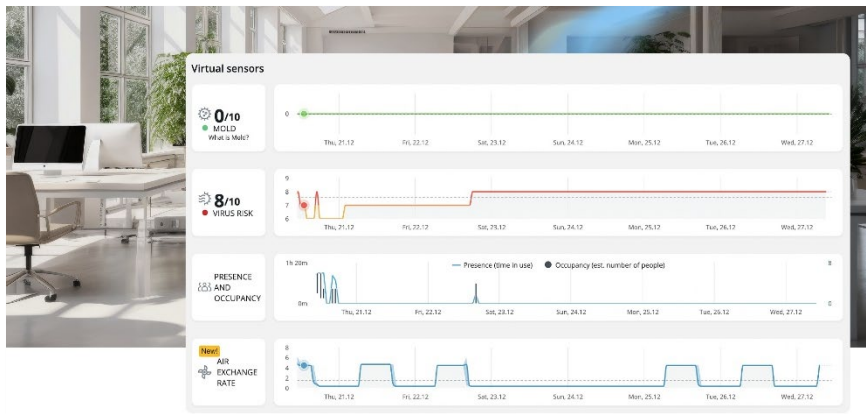 Virtual sensors
0/10
MOLD
What is Mold?
0
Thu, 21.12 Fri, 22.12 Sat, 23.12 Sun, 24.12 Mon, 25.12 Tue, 26.12 Wed, 27.12
8/10
VIRUS RISK
9
8
7
6
Thu, 21.12 Fri, 22.12 Sat, 23.12 Sun, 24.12 Mon, 25.12 Tue, 26.12 Wed, 27.12
PRESENCE
AND
OCCUPANCY
1h 20m
Presence (time in use) Occupancy (est. number of people)
8
0m
0
Thu, 21.12 Fri, 22.12 Sat, 23.12 Sun, 24.12 Mon, 25.12 Tue, 26.12 Wed, 27.12
New!
AIR
EXCHANGE
RATE
8
6
4
2
0
Thu, 21.12 Fri, 22.12 Sat, 23.12 Sun, 24.12 Mon, 25.12 Tue, 26.12 Wed, 27.12